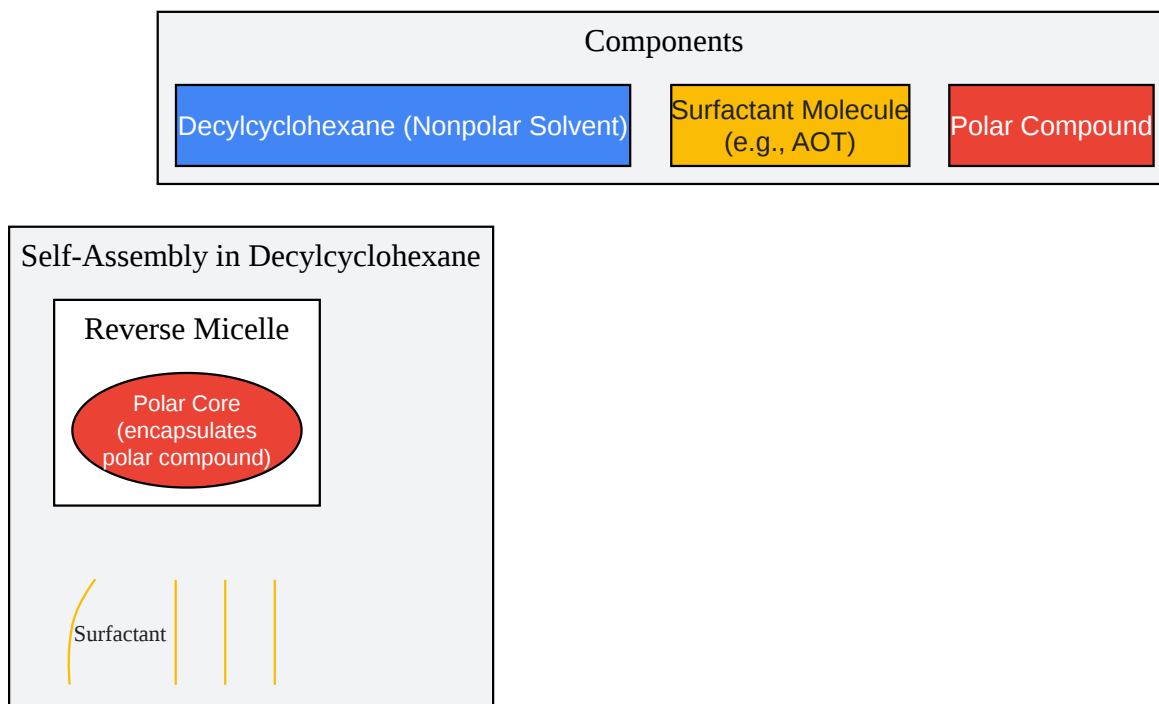 Components
Decylcyclohexane (Nonpolar Solvent)
Surfactant Molecule
(e.g., AOT)
Polar Compound
Self-Assembly in Decylcyclohexane
Reverse Micelle
Polar Core
(encapsulates
polar compound)
Surfactant